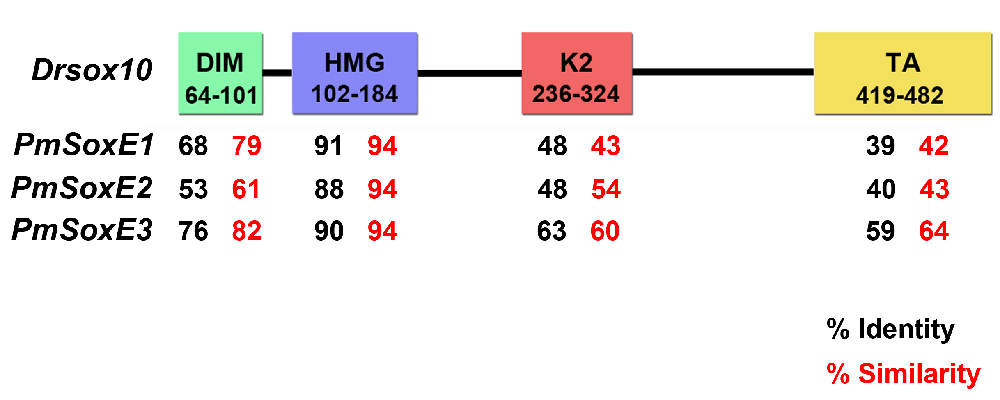 DIM HMG K2 TA
Drsox10
64-101 102-184 236-324 419-482
PmSoxE1 68 79 91 94 48 43 39 42
PmSoxE2 53 61 88 94 48 54 40 43
PmSoxE3 76 82 90 94 63 60 59 64
% Identity
% Similarity